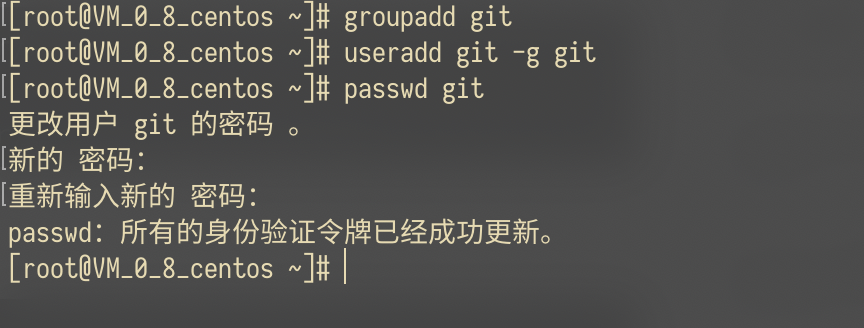 [root@VM_0_8_centos ~]# groupadd git
[root@VM_0_8_centos ~]# useradd git -g git
[root@VM_0_8_centos ~]# passwd git
更改用户 git 的密码 。
新的 密码：
重新输入新的 密码：
passwd：所有的身份验证令牌已经成功更新。
[root@VM_0_8_centos ~]#